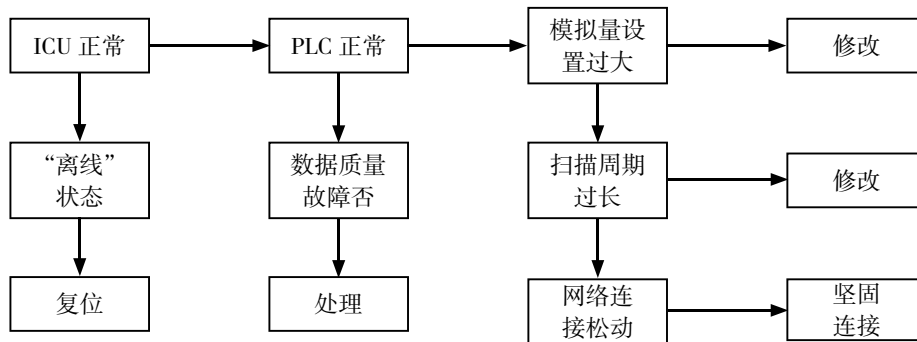 ICU 正常
PLC 正常
模拟量设
置过大
修改
“离线”
状态
数据质量
故障否
扫描周期
过长
修改
复位
处理
网络连
接松动
坚固
连接